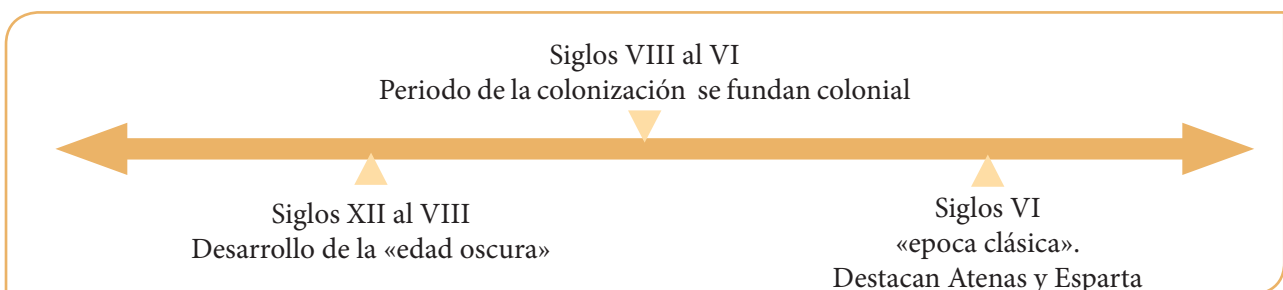 Siglos VIII al VI
Periodo de la colonización se fundan colonial
Siglos XII al VIII
Desarrollo de la «edad oscura»
Siglos VI
«epoca clásica».
Destacan Atenas y Esparta